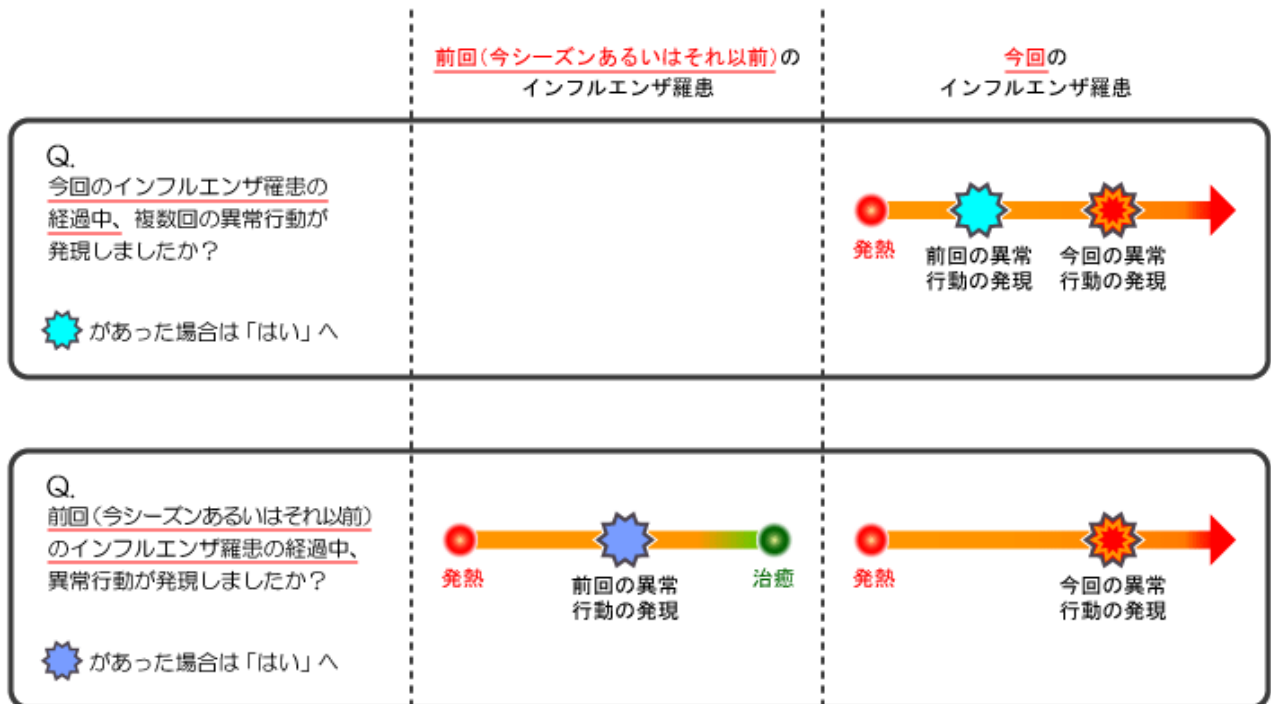 前回(今シーズンあるいはそれ以前)の
インフルエンザ羅患
今回の
インフルエンザ羅患
Q.
今回のインフルエンザ罹患の
経過中、複数回の異常行動が
発現しましたか？
があった場合は「はい」へ
発熱
前回の異常
行動の発現
今回の異常
行動の発現
Q.
前回(今シーズンあるいはそれ以前)
のインフルエンザ羅患の経過中、
異常行動が発現しましたか？
があった場合は「はい」へ
発熱
前回の異常
行動の発現
治癒
発熱
今回の異常
行動の発現